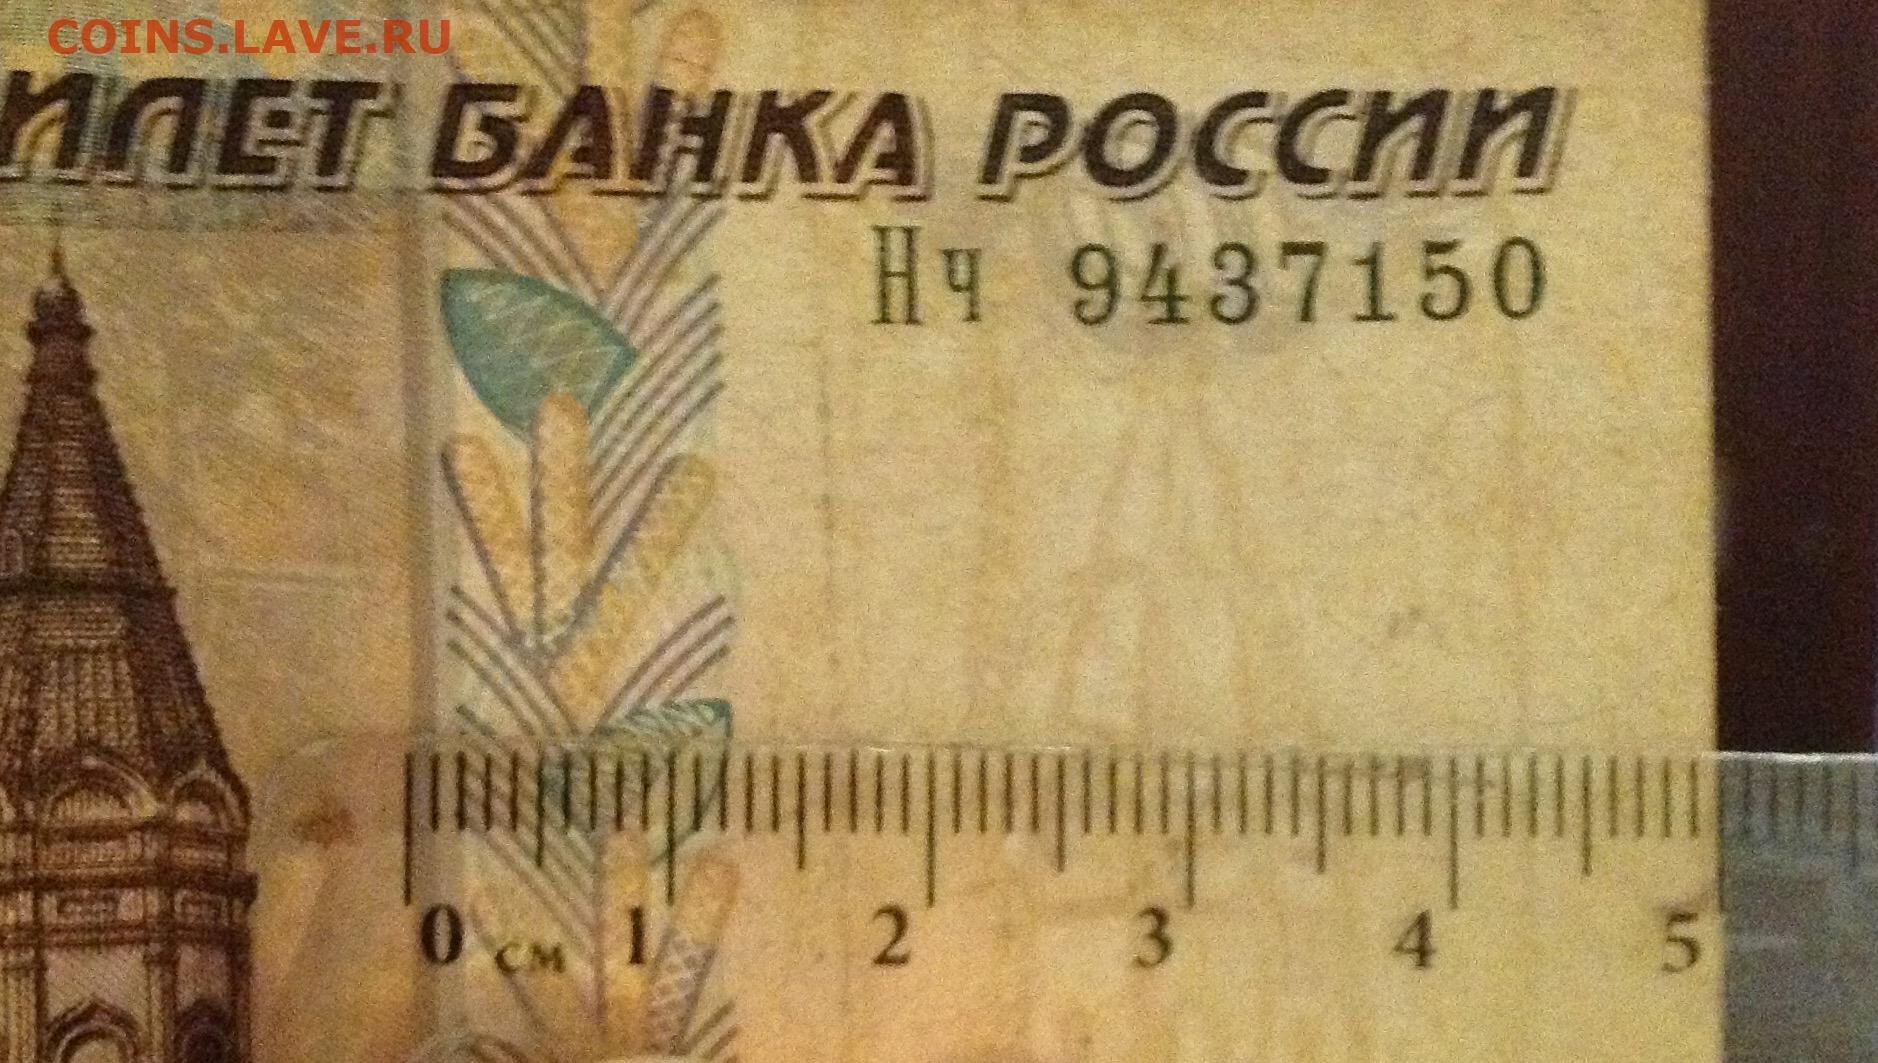 COINS.LAVE.RU
ИЛЕТ БАНКА РОССИИ
Нч 9437150
0 см 1 2 3 4 5